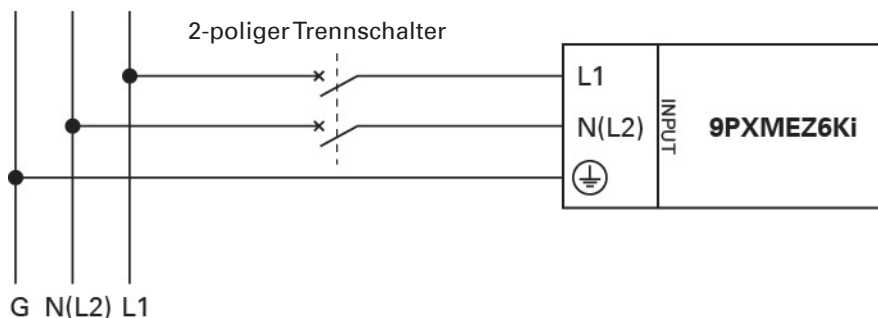 2-poliger Trennschalter
L1
N(L2)
INPUT
9PXMEZ6Ki
G N(L2) L1